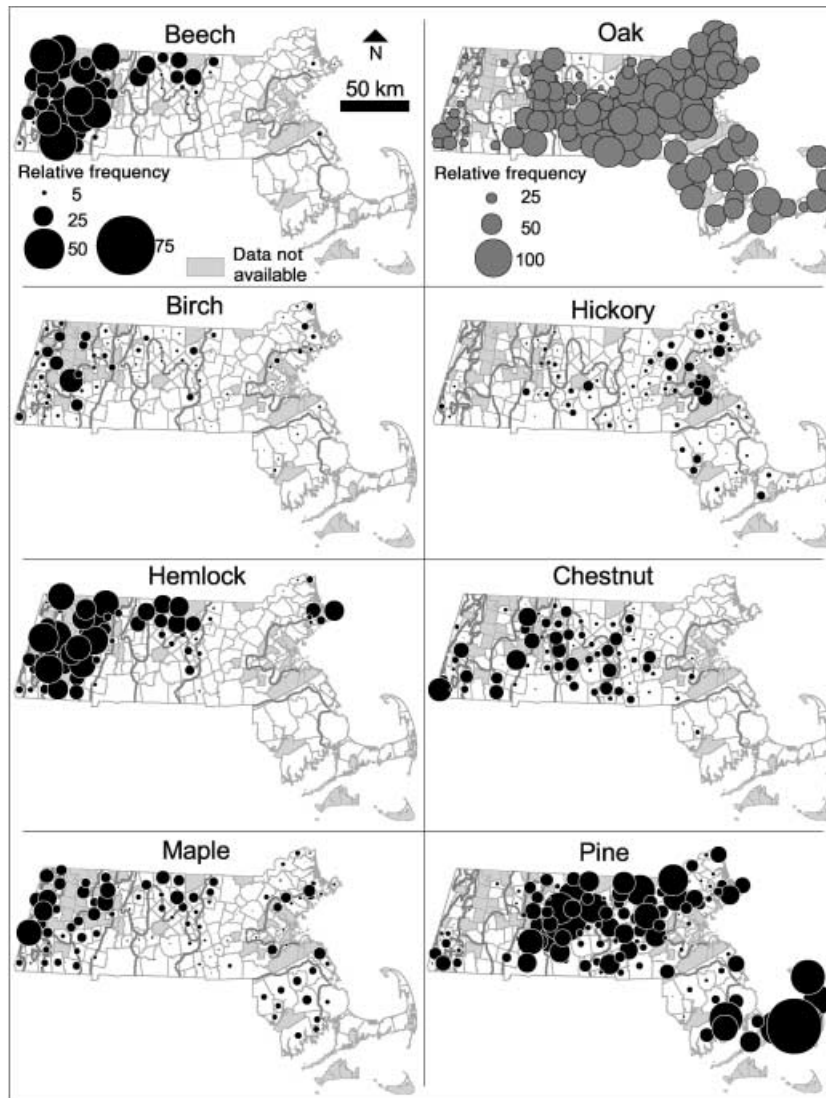 Beech
N
50 km
Relative frequency
5
25
50
75
Data not
available
Oak
Relative frequency
25
50
100
Birch
Hickory
Hemlock
Chestnut
Maple
Pine